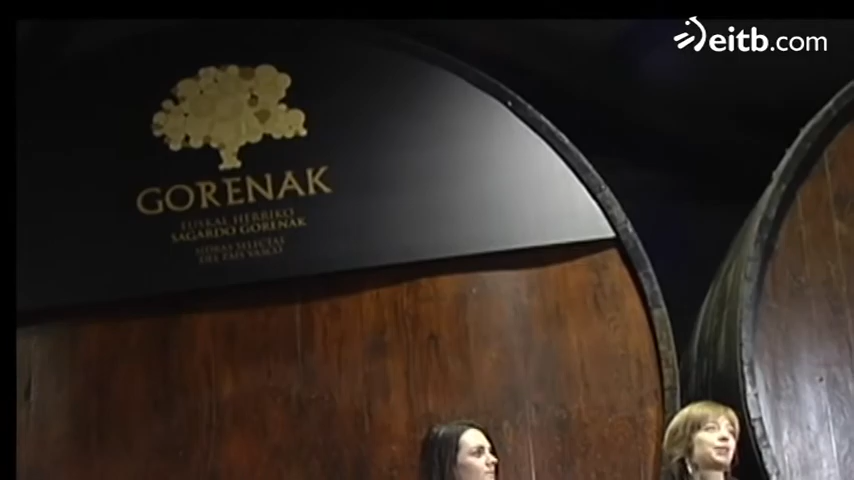 eitb.com
GORENAK
EUSKAL HERRIKO
SAGARDO GORENAK
SIDRAS SELECTAS
DEL PAIS VASCO